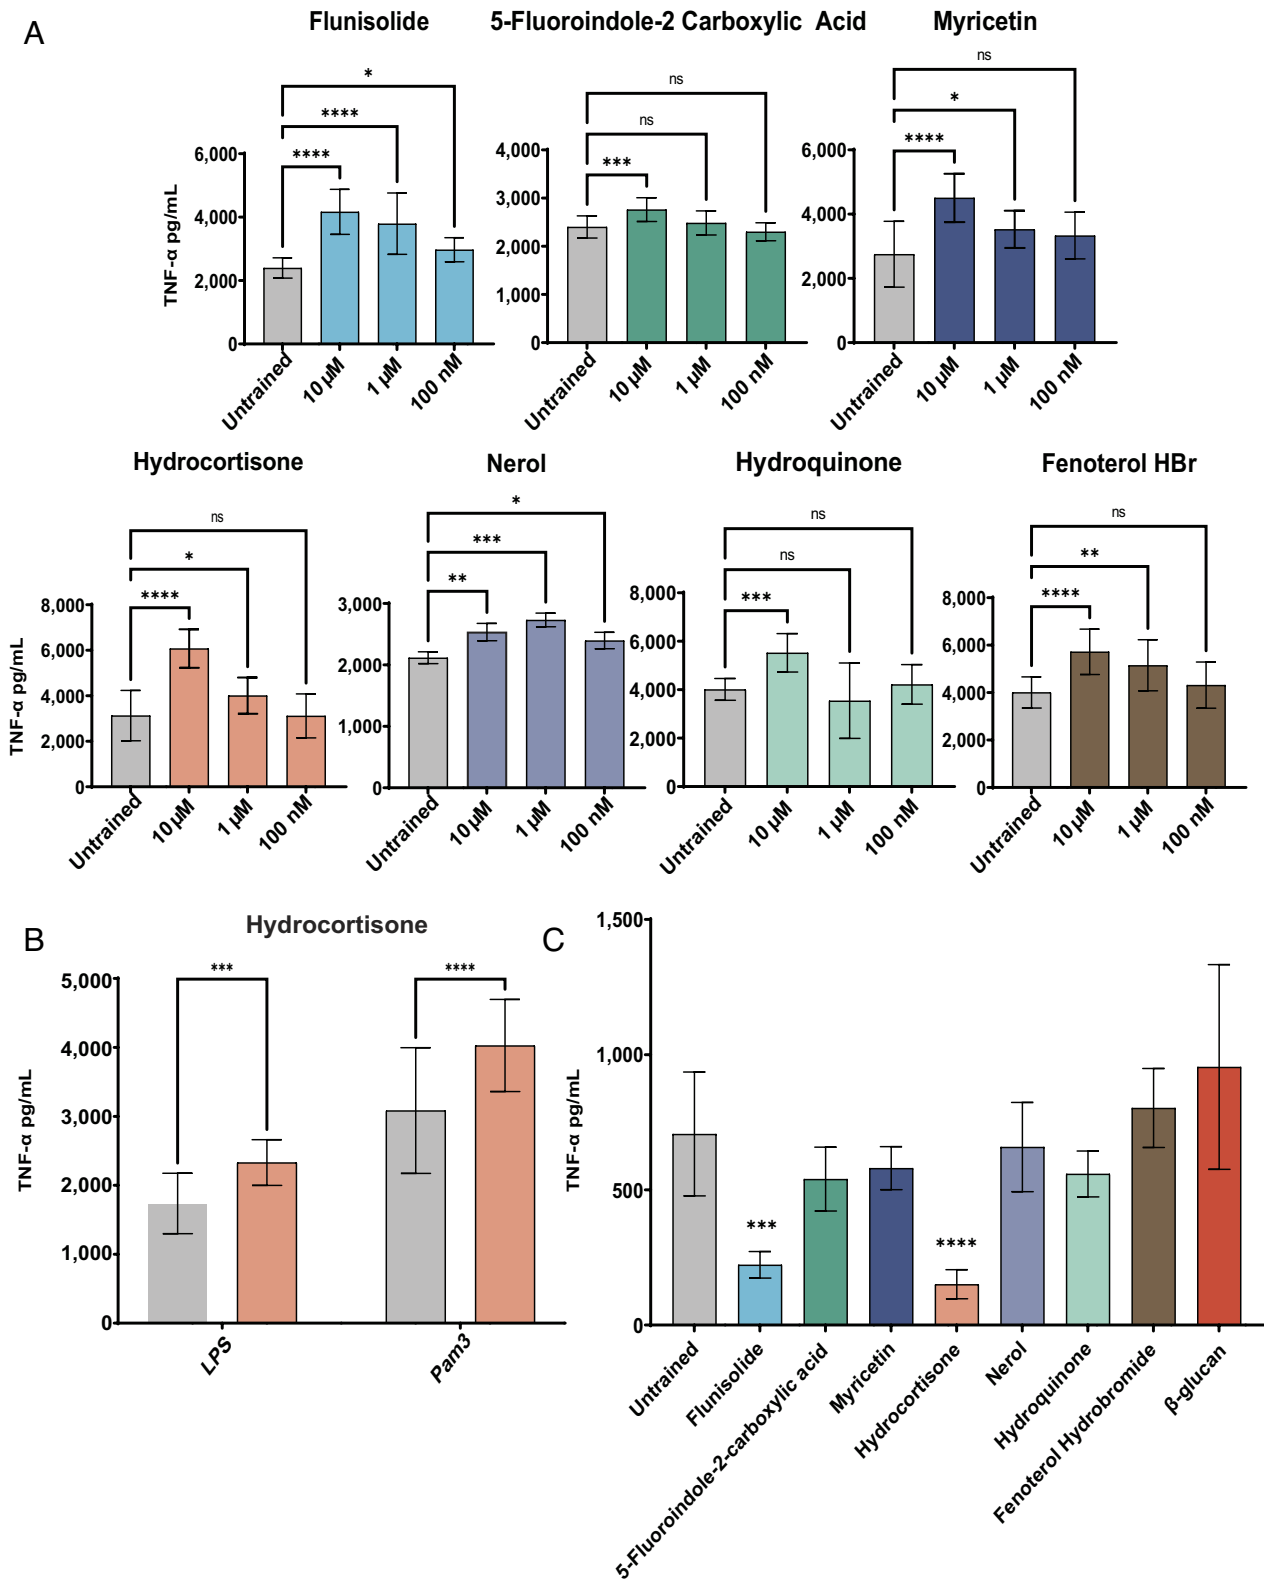 A
Flunisolide
5-Fluoroindole-2 Carboxylic Acid
Myricetin
*
****
****
TNF-α pg/mL
6,000
4,000
2,000
0
Untrained
10 µM
1 µM
100 nM
ns
ns
***
4,000
3,000
2,000
1,000
0
Untrained
10 µM
1 µM
100 nM
ns
*
****
6,000
4,000
2,000
0
Untrained
10 µM
1 µM
100 nM
Hydrocortisone
Nerol
Hydroquinone
Fenoterol HBr
ns
*
****
TNF-α pg/mL
8,000
6,000
4,000
2,000
0
Untrained
10 µM
1 µM
100 nM
*
***
**
3,000
2,000
1,000
0
Untrained
10 µM
1 µM
100 nM
ns
ns
***
8,000
6,000
4,000
2,000
0
Untrained
10 µM
1 µM
100 nM
ns
**
****
8,000
6,000
4,000
2,000
0
Untrained
10 µM
1 µM
100 nM
B
Hydrocortisone
***
****
TNF-α pg/mL
5,000
4,000
3,000
2,000
1,000
0
LPS
Pam3
C
TNF-α pg/mL
1,500
1,000
500
0
***
****
Untrained
Flunisolide
5-Fluoroindole-2-carboxylic acid
Myricetin
Hydrocortisone
Nerol
Hydroquinone
Fenoterol Hydrobromide
β-glucan